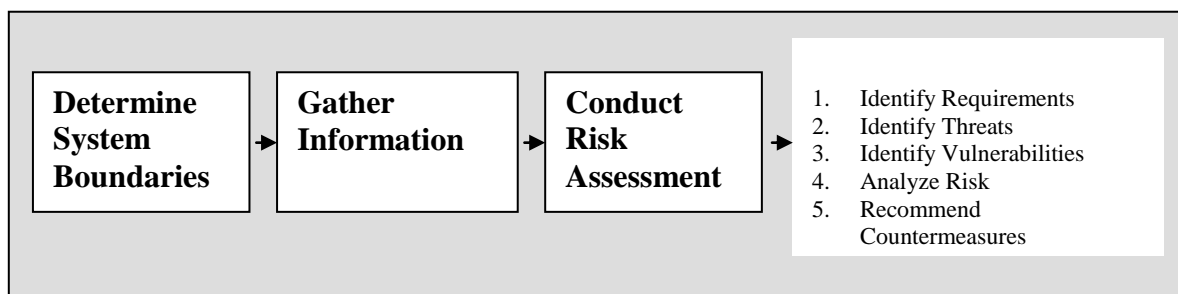 Determine
System
Boundaries
Gather
Information
Conduct
Risk
Assessment
1. Identify Requirements
2. Identify Threats
3. Identify Vulnerabilities
4. Analyze Risk
5. Recommend
Countermeasures